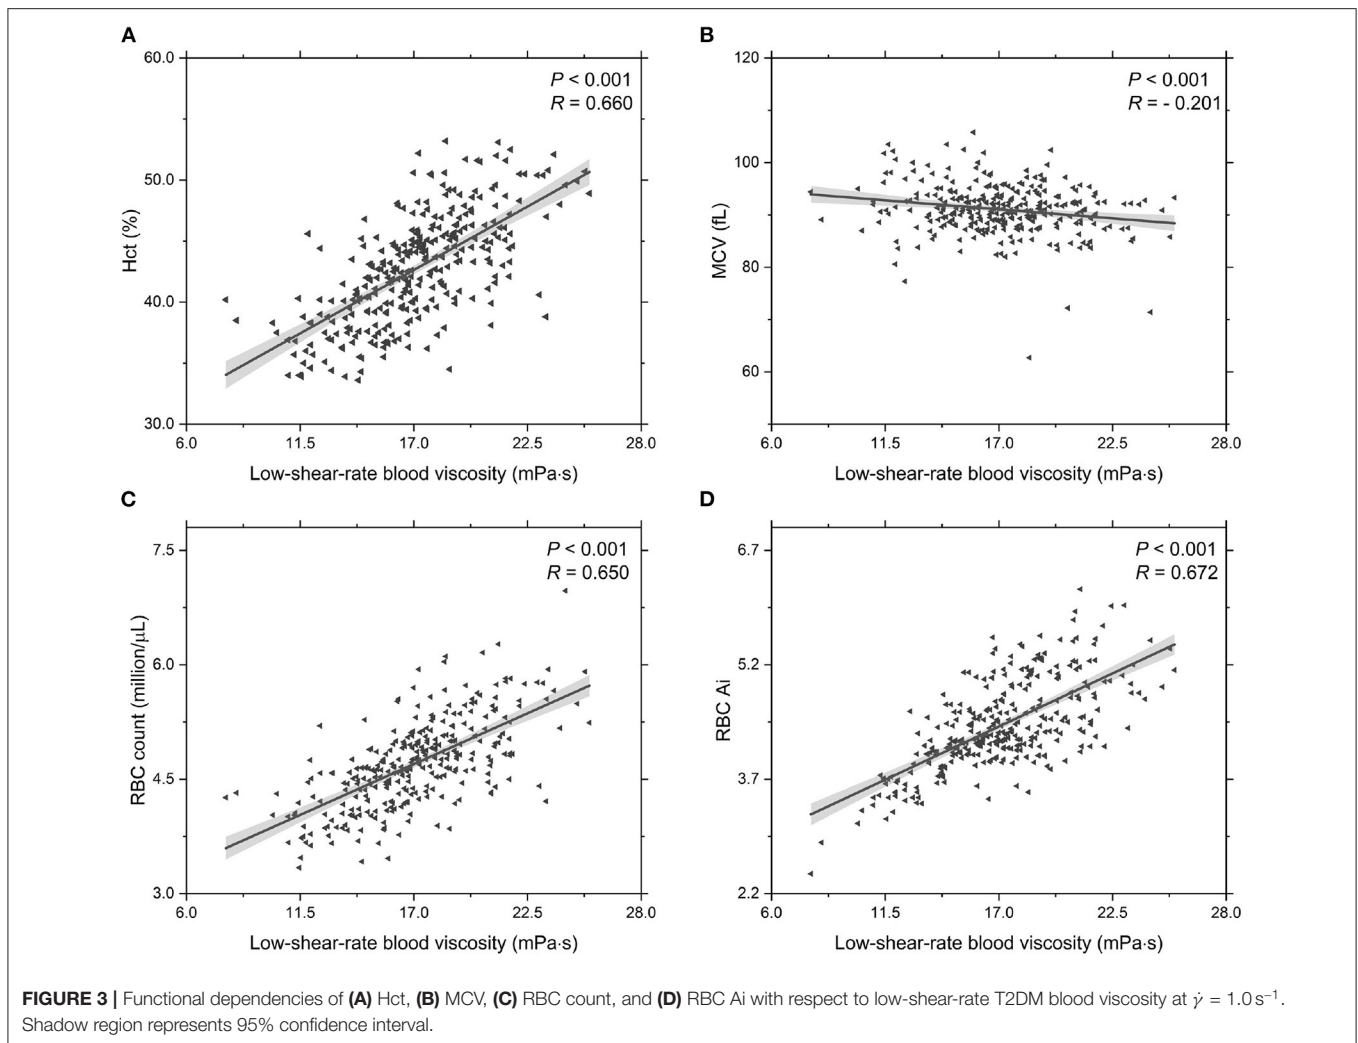 A
60.0
50.0
40.0
30.0
Hct (%)
P < 0.001
R = 0.660
6.0 11.5 17.0 22.5 28.0
Low-shear-rate blood viscosity (mPa·s)
B
120
100
80
60
MCV (fL)
P < 0.001
R = - 0.201
6.0 11.5 17.0 22.5 28.0
Low-shear-rate blood viscosity (mPa·s)
C
7.5
6.0
4.5
3.0
RBC count (million/μL)
P < 0.001
R = 0.650
6.0 11.5 17.0 22.5 28.0
Low-shear-rate blood viscosity (mPa·s)
D
6.7
5.2
3.7
2.2
RBC Ai
P < 0.001
R = 0.672
6.0 11.5 17.0 22.5 28.0
Low-shear-rate blood viscosity (mPa·s)
FIGURE 3 | Functional dependencies of (A) Hct, (B) MCV, (C) RBC count, and (D) RBC Ai with respect to low-shear-rate T2DM blood viscosity at γ̇ = 1.0 s⁻¹.
Shadow region represents 95% confidence interval.